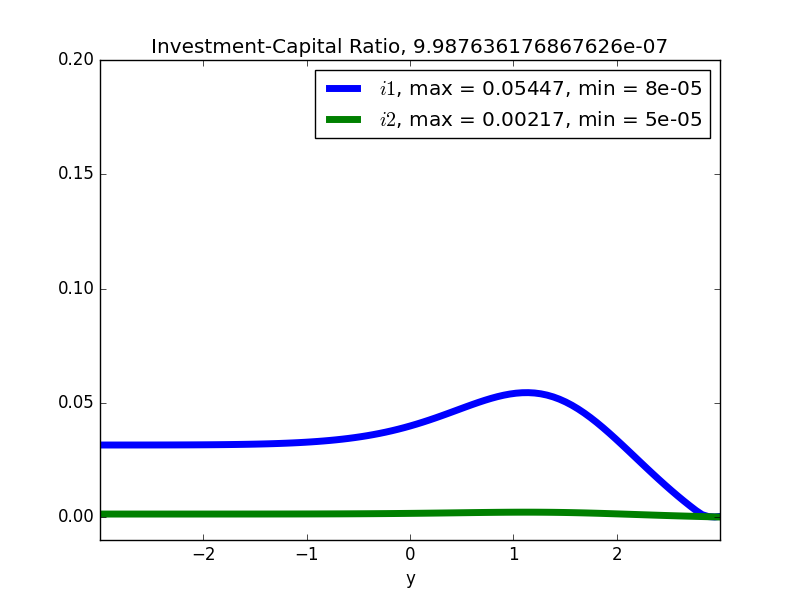 Investment-Capital Ratio, 9.987636176867626e-07
i1, max = 0.05447, min = 8e-05
i2, max = 0.00217, min = 5e-05
0.20
0.15
0.10
0.05
0.00
−2 −1 0 1 2
y